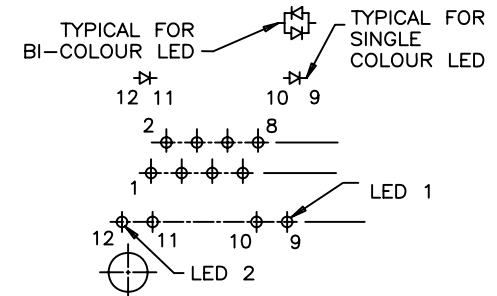 TYPICAL FOR
BI-COLOUR LED
TYPICAL FOR
SINGLE
COLOUR LED
12 11
10 9
2
8
1
LED 1
12
11
10
9
LED 2